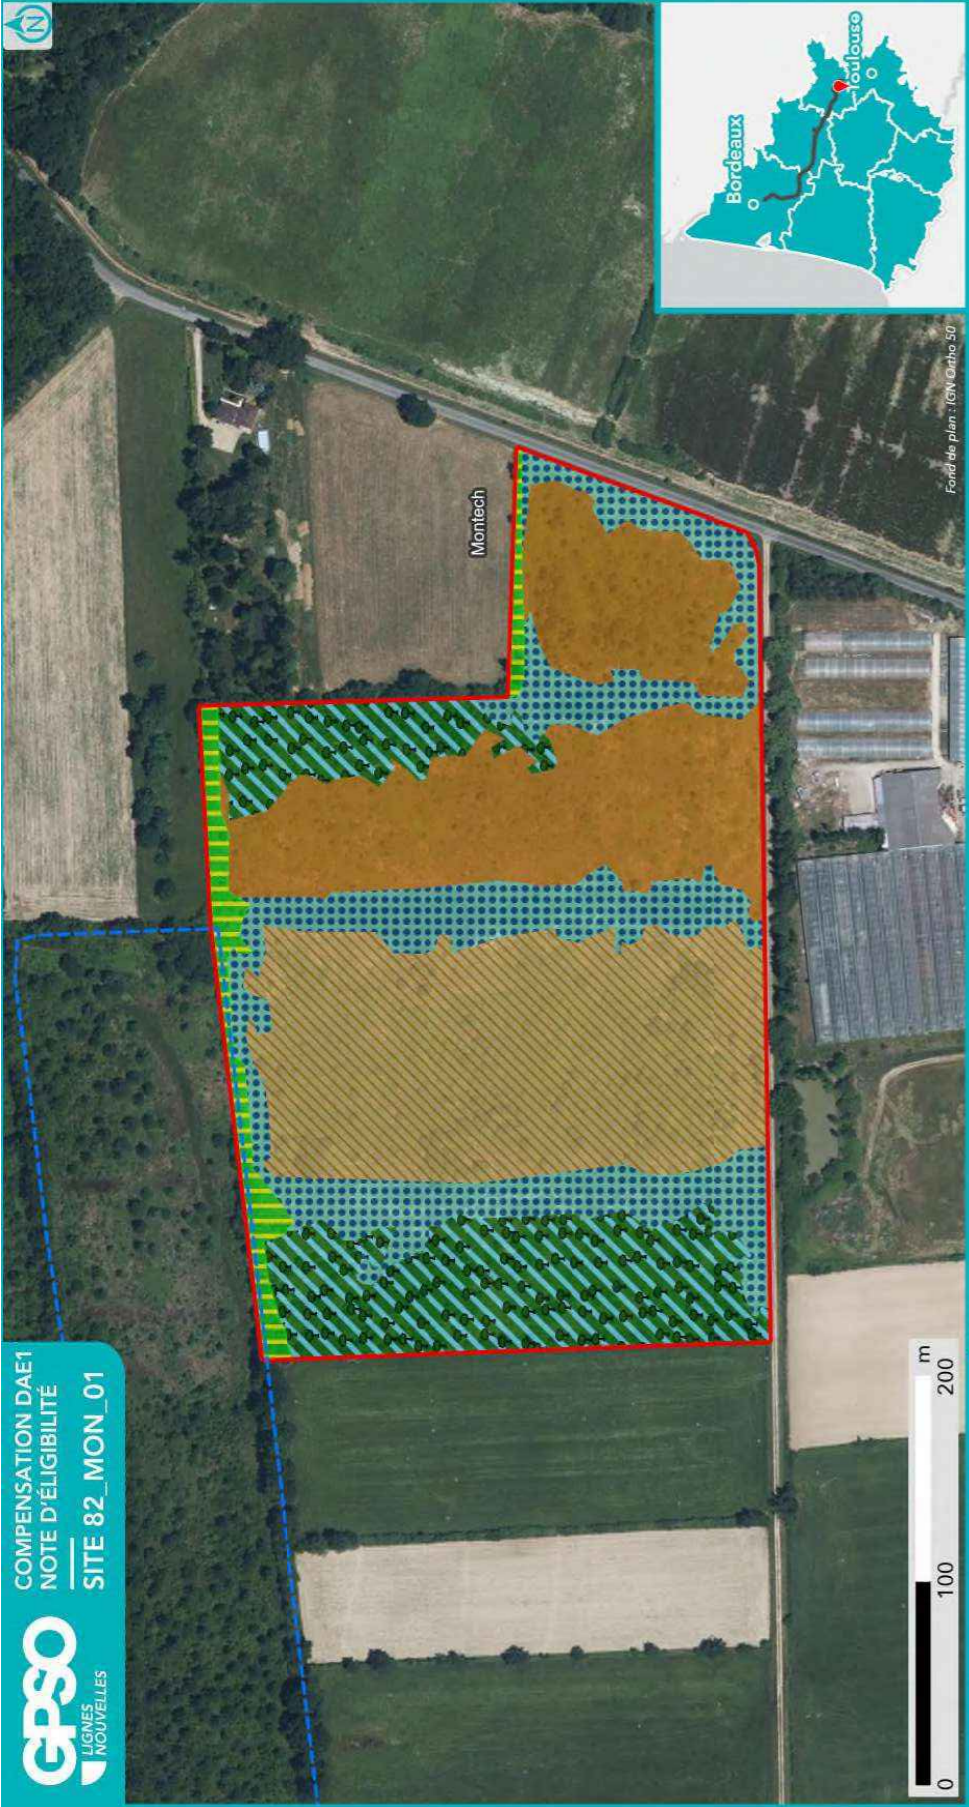 GPSO
LIGNES
NOUVELLES
COMPENSATION DAE1
NOTE D'ÉLIGIBILITÉ
SITE 82_MON_01
N
Montech
Bordeaux
Toulouse
Fond de plan : IGN Ortho 50
0
100
200
m